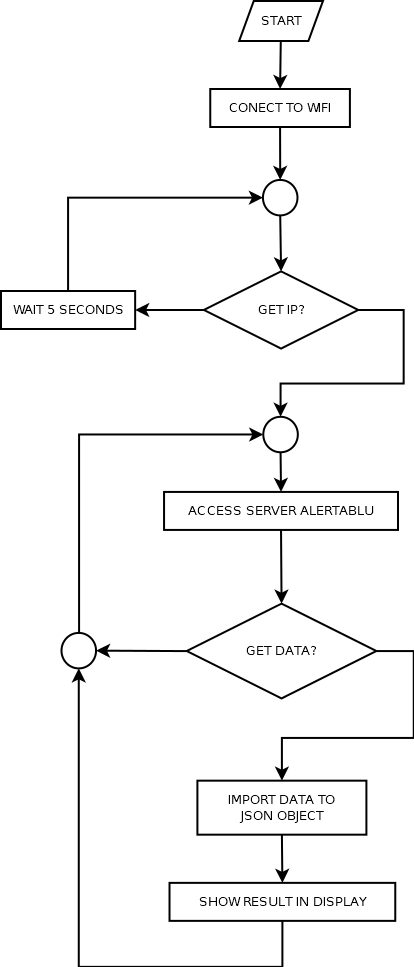 START
CONECT TO WIFI
GET IP?
WAIT 5 SECONDS
ACCESS SERVER ALERTABLU
GET DATA?
IMPORT DATA TO
JSON OBJECT
SHOW RESULT IN DISPLAY